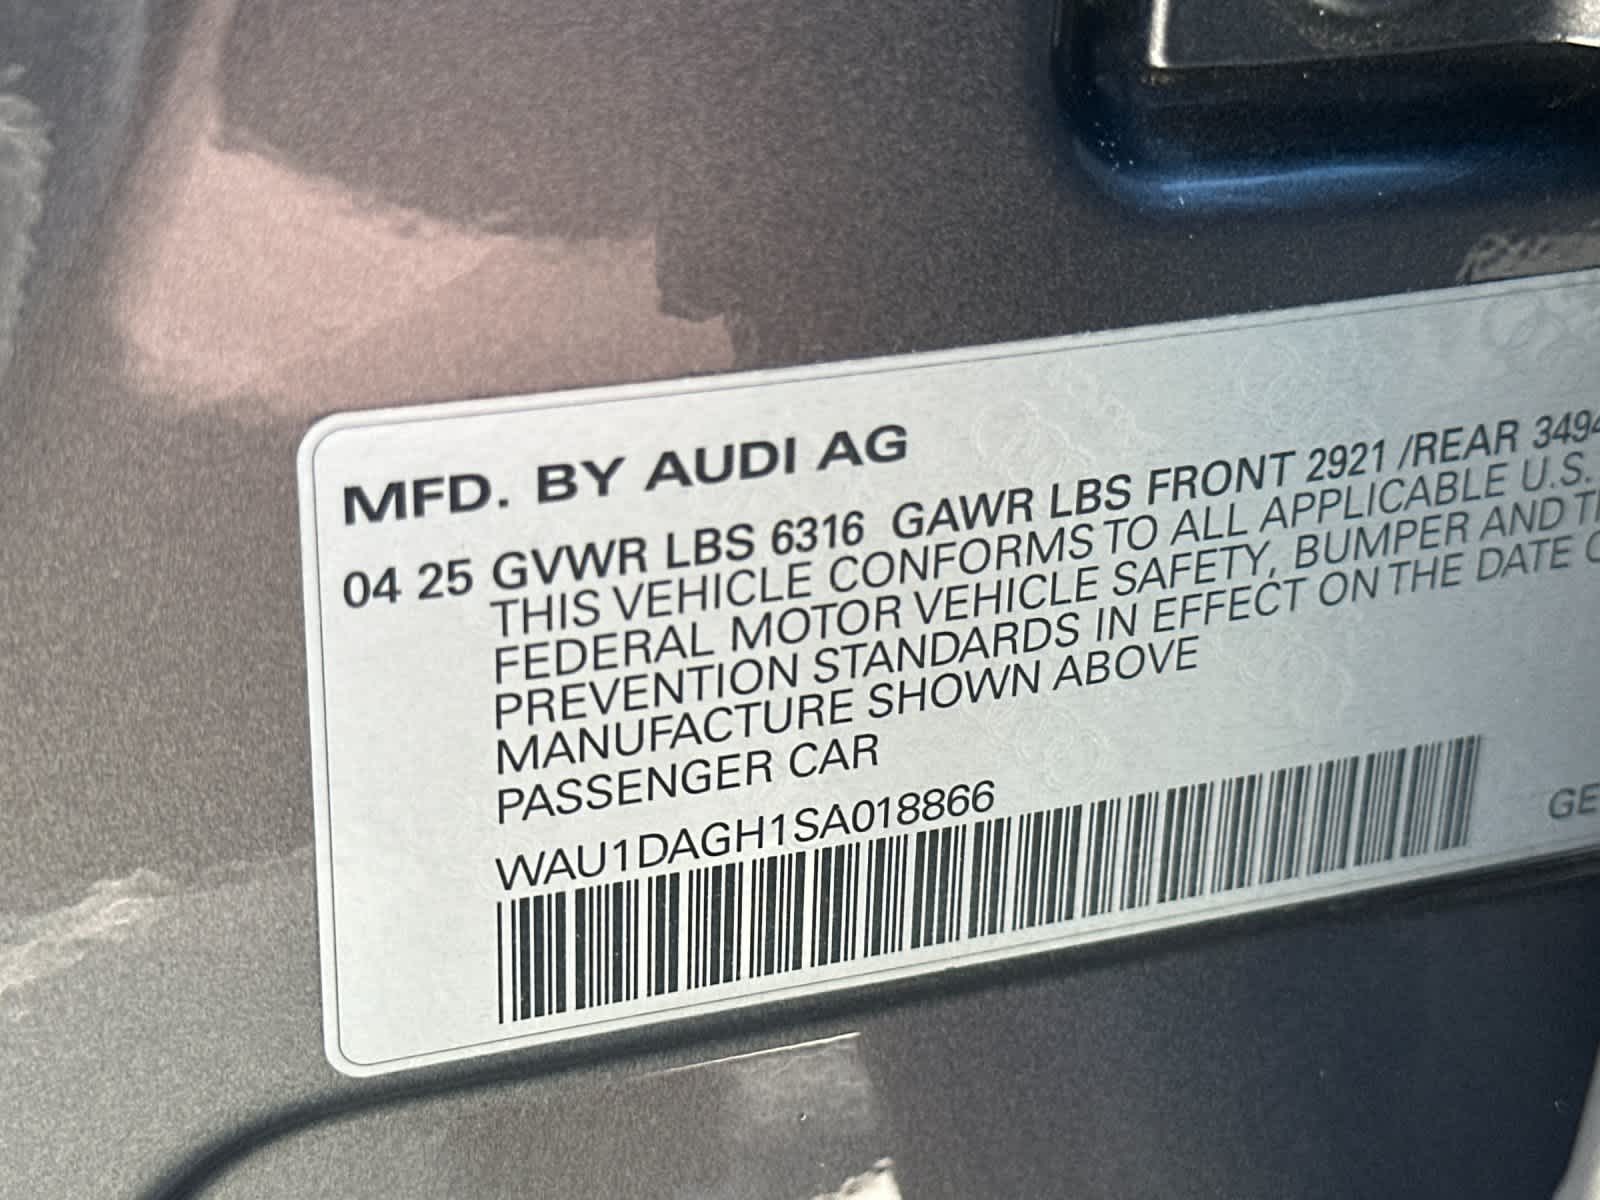 MFD. BY AUDI AG
04 25 GVWR LBS 6316 GAWR LBS FRONT 2921 /REAR 3494
THIS VEHICLE CONFORMS TO ALL APPLICABLE U.S.
FEDERAL MOTOR VEHICLE SAFETY, BUMPER AND
PREVENTION STANDARDS IN EFFECT ON THE DATE
MANUFACTURE SHOWN ABOVE
PASSENGER CAR
WAU1DAGH1SA018866